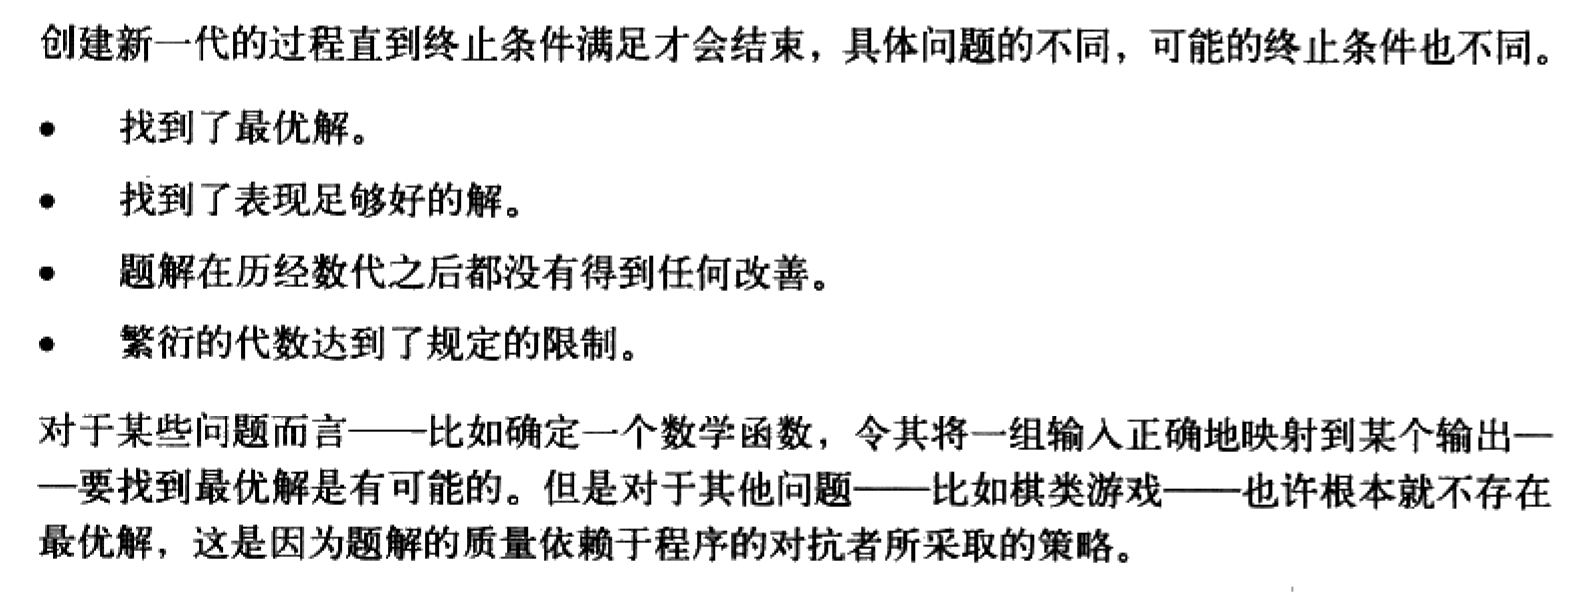 创建新一代的过程直到终止条件满足才会结束，具体问题的不同，可能的终止条件也不同。
• 找到了最优解。
• 找到了表现足够好的解。
• 题解在历经数代之后都没有得到任何改善。
• 繁衍的代数达到了规定的限制。
对于某些问题而言——比如确定一个数学函数，令其将一组输入正确地映射到某个输出—
—要找到最优解是有可能的。但是对于其他问题——比如棋类游戏——也许根本就不存在
最优解，这是因为题解的质量依赖于程序的对抗者所采取的策略。